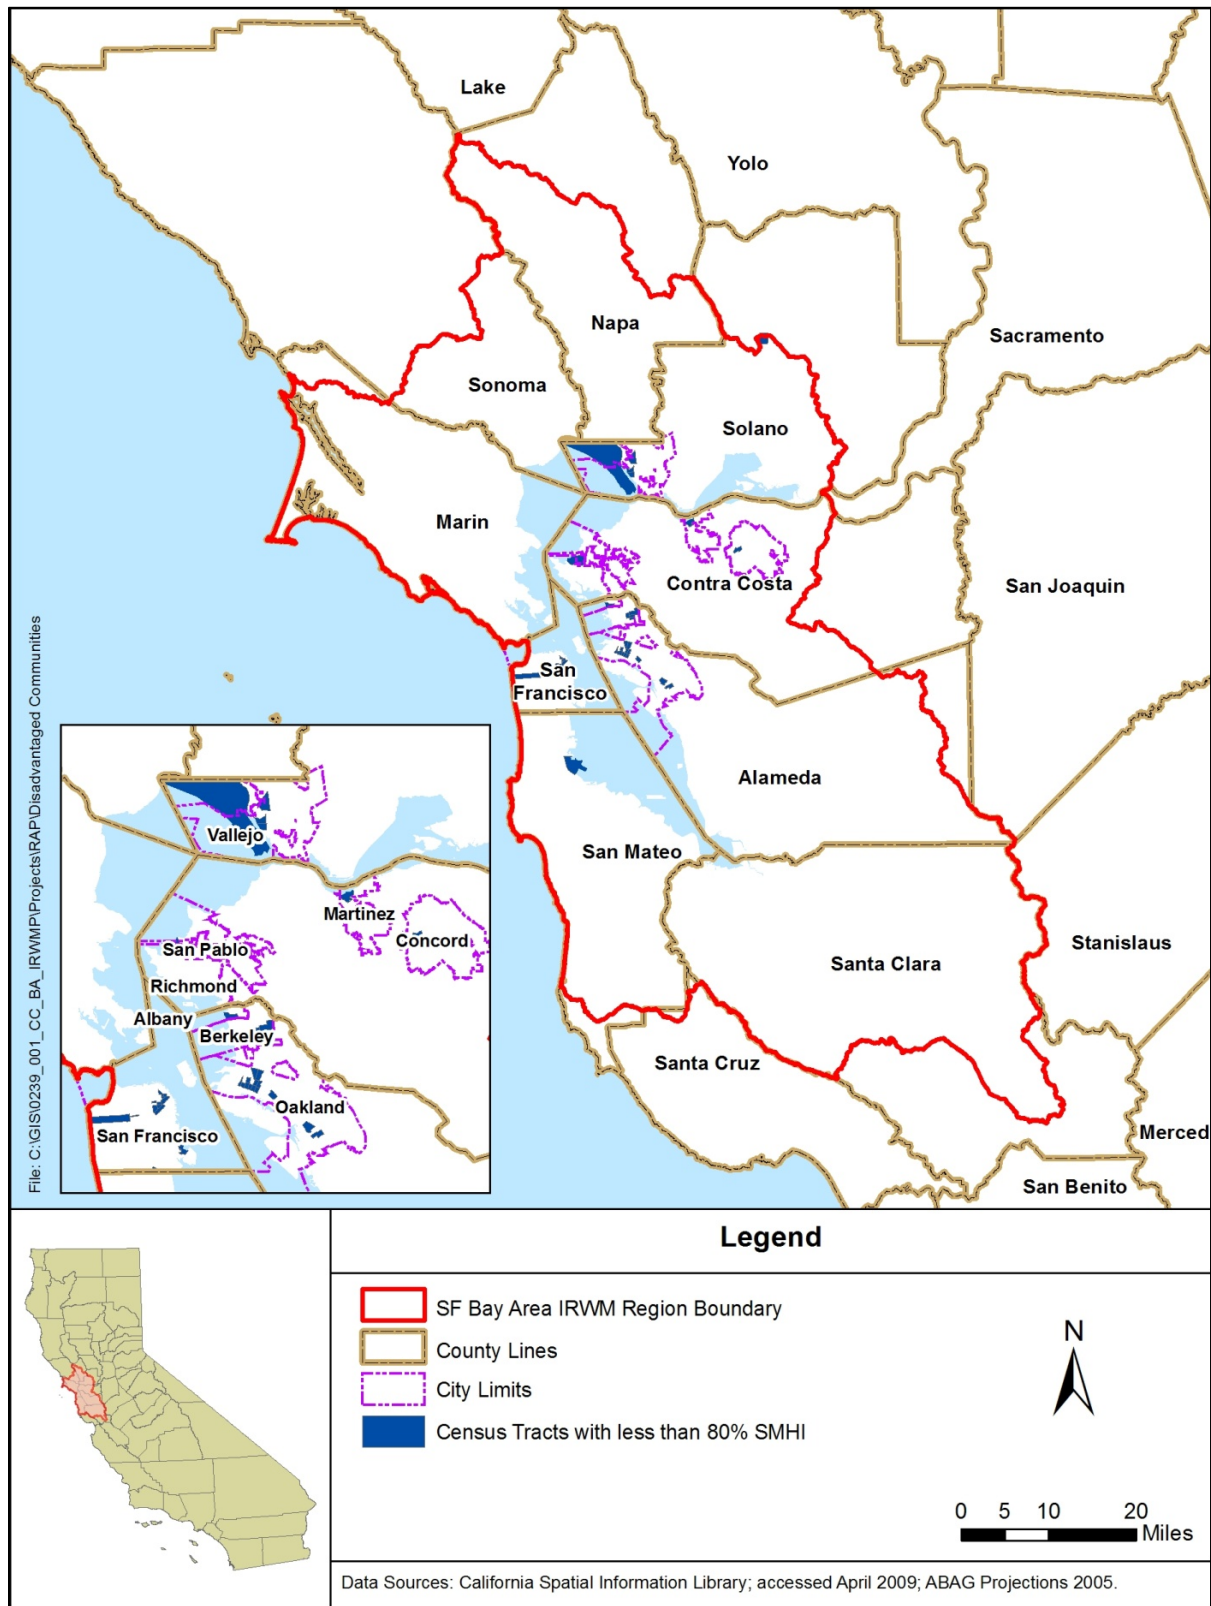 Lake
Yolo
Napa
Sacramento
Sonoma
Solano
Marin
Contra Costa
San Joaquin
San
Francisco
Alameda
San Mateo
Stanislaus
Santa Clara
Santa Cruz
Merced
San Benito
File: C:\GIS\0239_001_CC_BA_IRWMP\Projects\RAP\Disadvantaged Communities
Vallejo
Martinez
Concord
San Pablo
Richmond
Albany
Berkeley
Oakland
San Francisco
Legend
SF Bay Area IRWM Region Boundary
County Lines
City Limits
Census Tracts with less than 80% SMHI
N
0 5 10 20
Miles
Data Sources: California Spatial Information Library; accessed April 2009; ABAG Projections 2005.